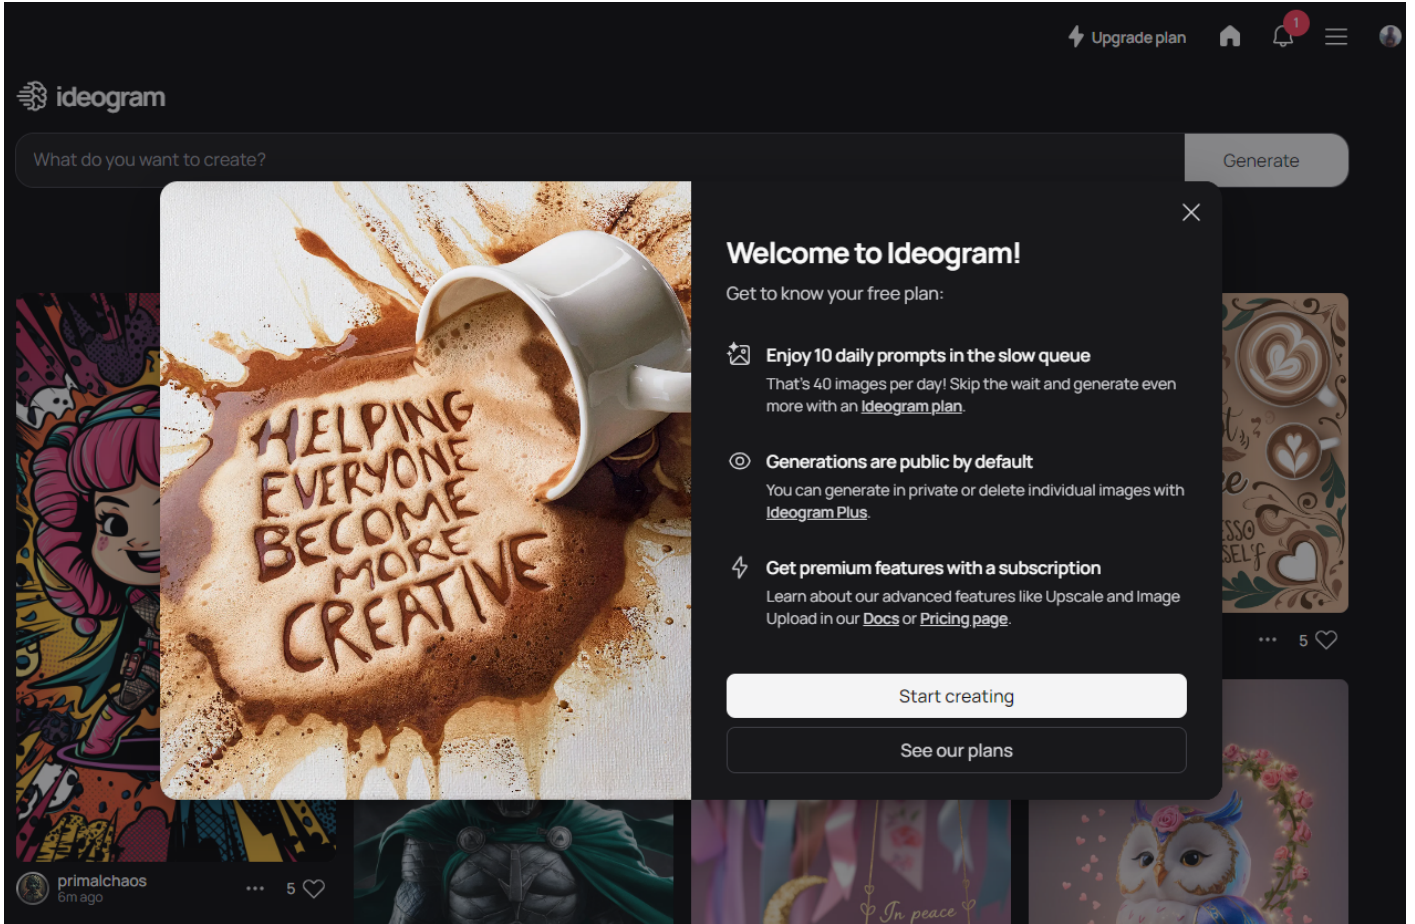 Upgrade plan
1
ideogram
What do you want to create?
Generate
HELPING
EVERYONE
BECOME
MORE
CREATIVE
Welcome to Ideogram!
Get to know your free plan:
Enjoy 10 daily prompts in the slow queue
That's 40 images per day! Skip the wait and generate even
more with an Ideogram plan.
Generations are public by default
You can generate in private or delete individual images with
Ideogram Plus.
Get premium features with a subscription
Learn about our advanced features like Upscale and Image
Upload in our Docs or Pricing page.
Start creating
See our plans
5
primalchaos
6m ago
5
In peace